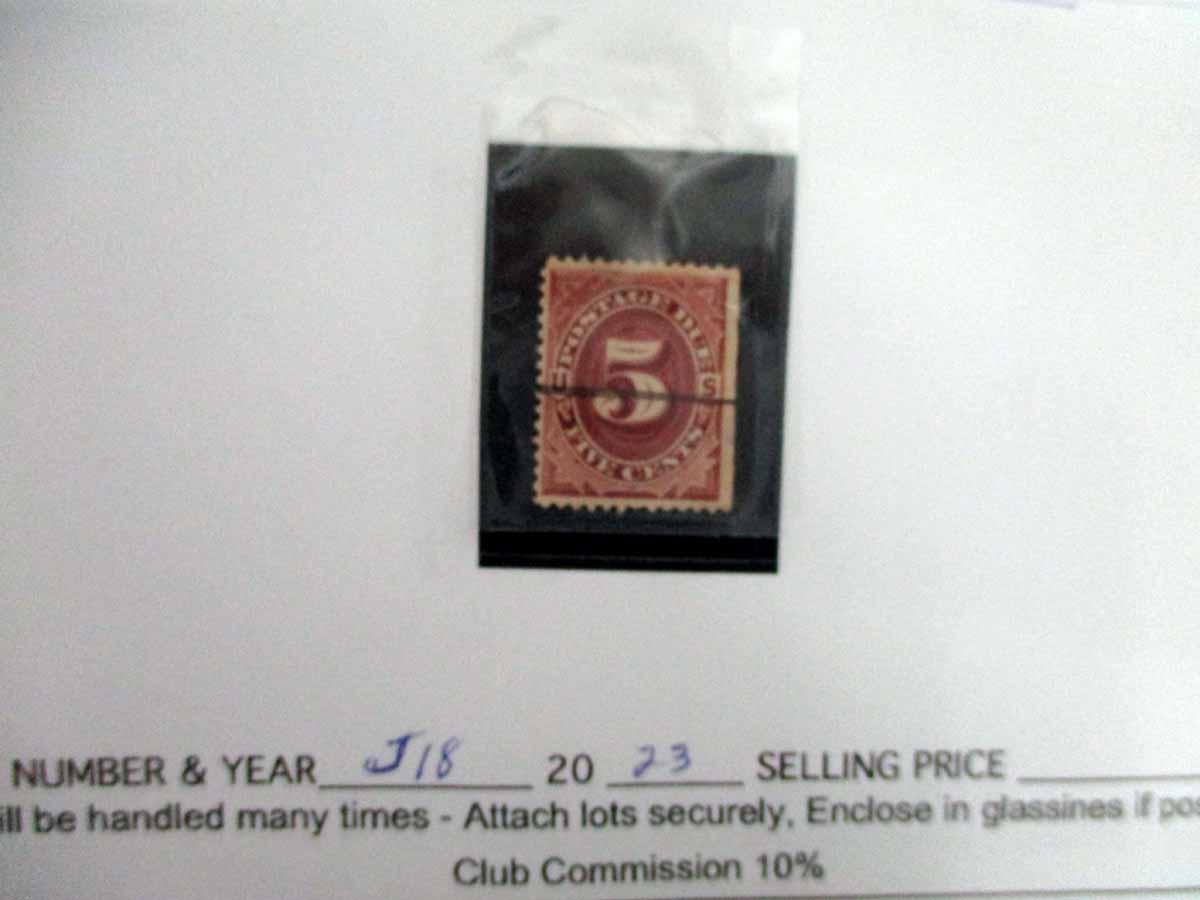 POSTAGE DUE
U 5 S
FIVE CENTS
NUMBER & YEAR J18 20 23 SELLING PRICE
ill be handled many times - Attach lots securely, Enclose in glassines if po
Club Commission 10%